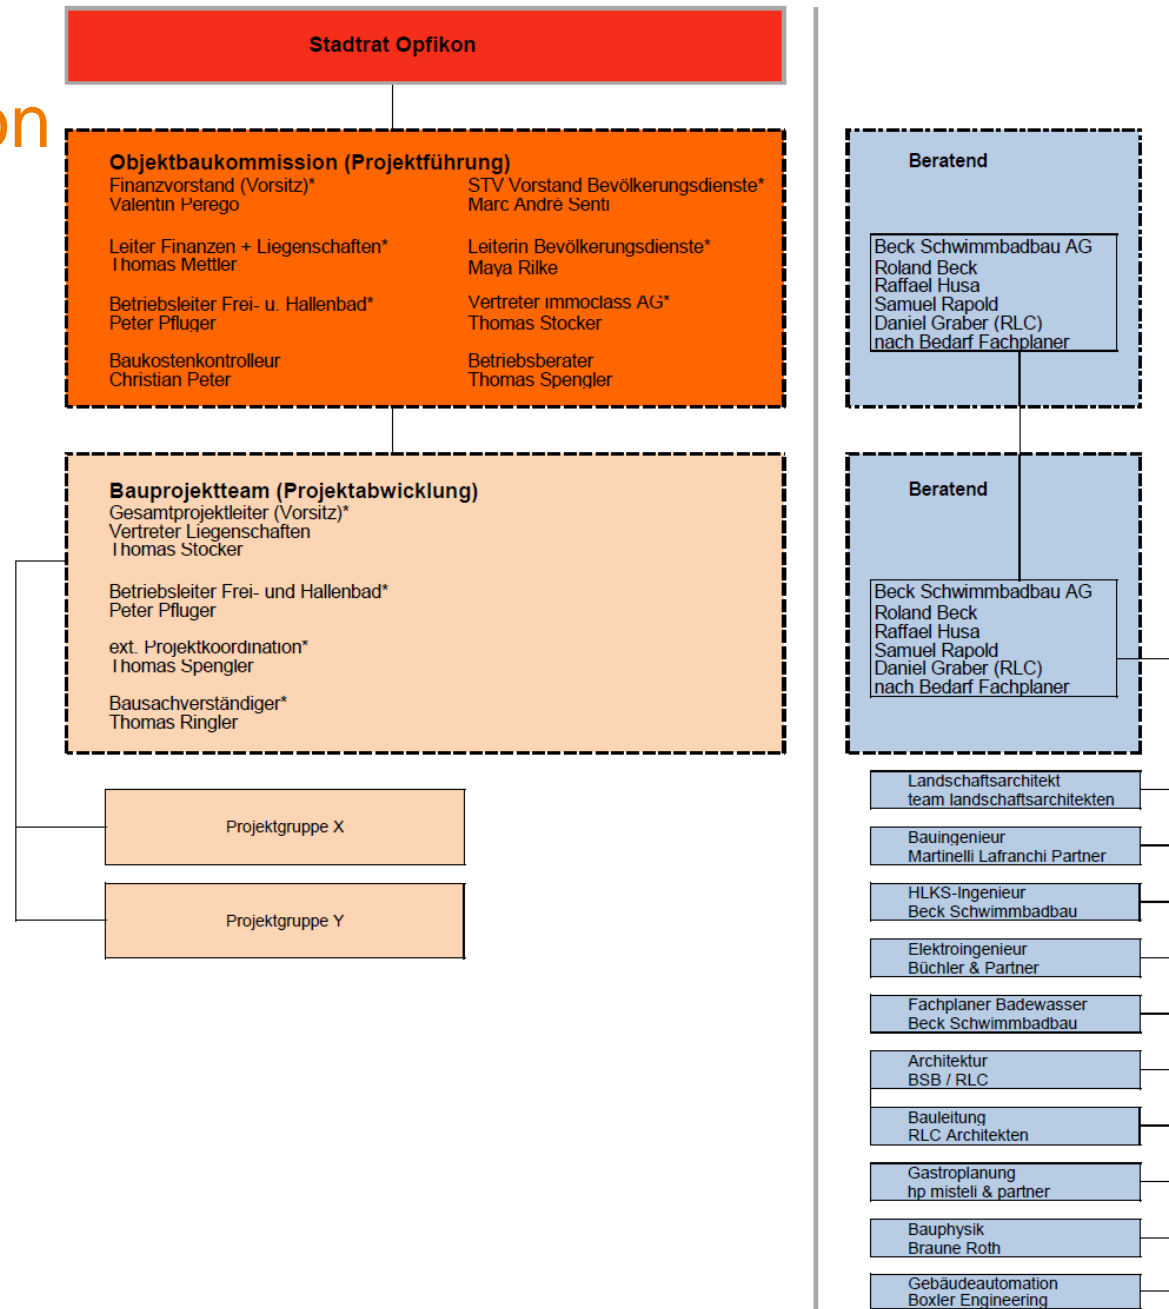 on
Stadtrat Opfikon
Objektbaukommission (Projektführung)
Finanzvorstand (Vorsitz)*
Valentin Perego
Leiter Finanzen + Liegenschaften*
Thomas Mettler
Betriebsleiter Frei- u. Hallenbad*
Peter Pfluger
Baukostenkontrolleur
Christian Peter
STV Vorstand Bevölkerungsdienste*
Marc André Senti
Leiterin Bevölkerungsdienste*
Maya Rilke
Vertreter immoclass AG*
Thomas Stocker
Betriebsberater
Thomas Spengler
Bauprojektteam (Projektabwicklung)
Gesamtprojektleiter (Vorsitz)*
Vertreter Liegenschaften
Thomas Stocker
Betriebsleiter Frei- und Hallenbad*
Peter Pfluger
ext. Projektkoordination*
Thomas Spengler
Bausachverständiger*
Thomas Ringler
Projektgruppe X
Projektgruppe Y
Beratend
Beck Schwimmbadbau AG
Roland Beck
Raffael Husa
Samuel Rapold
Daniel Graber (RLC)
nach Bedarf Fachplaner
Beratend
Beck Schwimmbadbau AG
Roland Beck
Raffael Husa
Samuel Rapold
Daniel Graber (RLC)
nach Bedarf Fachplaner
Landschaftsarchitekt
team landschaftsarchitekten
Bauingenieur
Martinelli Lafranchi Partner
HLKS-Ingenieur
Beck Schwimmbadbau
Elektroingenieur
Büchler & Partner
Fachplaner Badewasser
Beck Schwimmbadbau
Architektur
BSB / RLC
Bauleitung
RLC Architekten
Gastroplanung
hp misteli & partner
Bauphysik
Braune Roth
Gebäudeautomation
Boxler Engineering